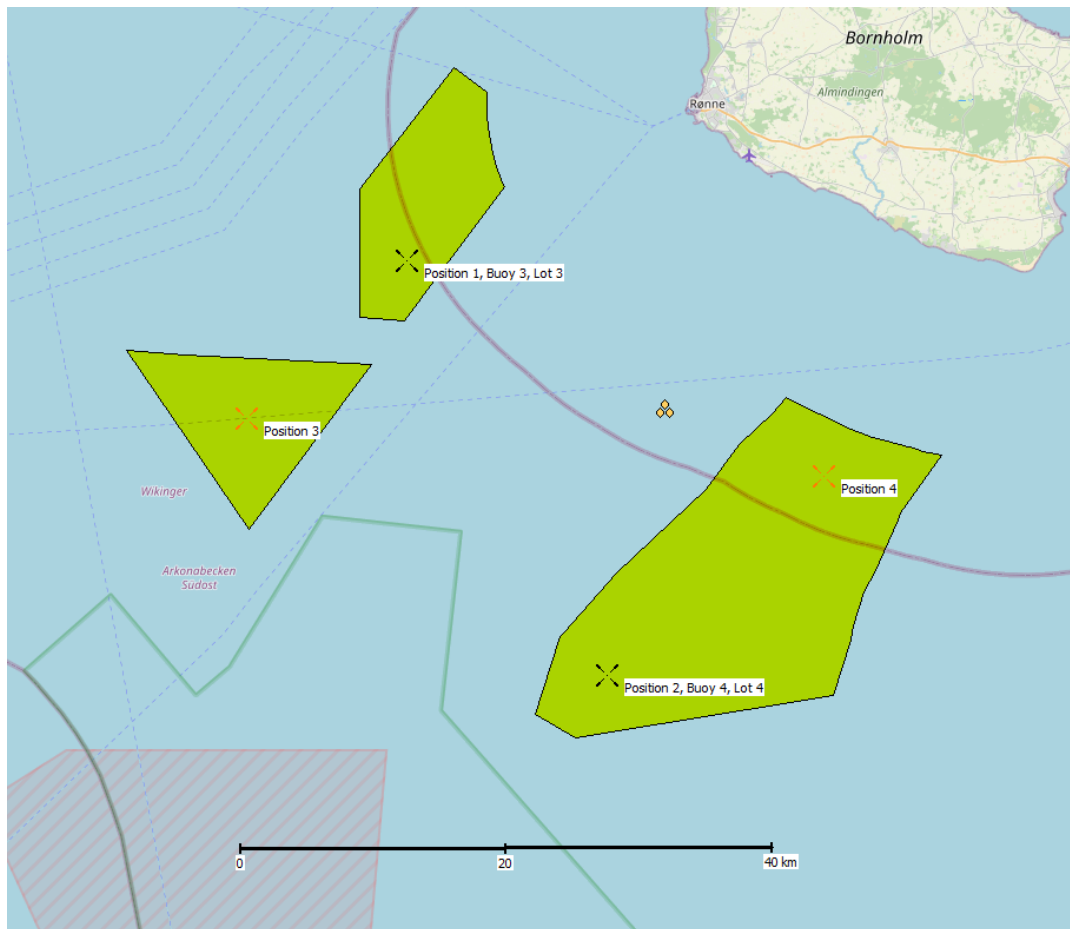 Bornholm
Almindingen
Rønne
Position 1, Buoy 3, Lot 3
Position 3
Position 4
Wikinger
Arkonabecken
Südost
Position 2, Buoy 4, Lot 4
0
20
40 km